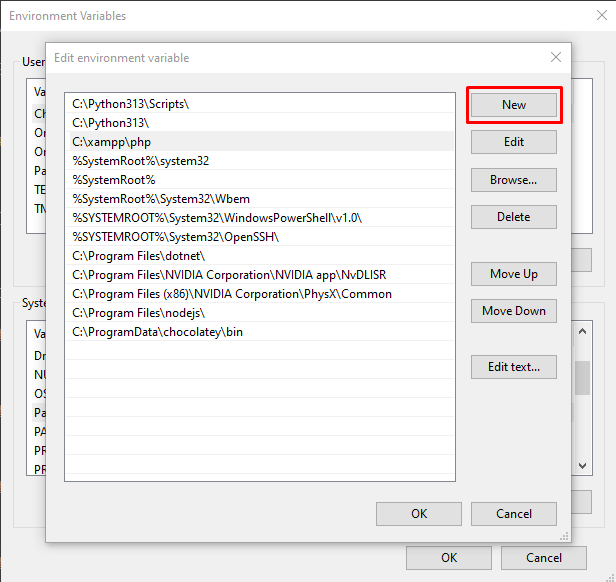 Environment Variables
Edit environment variable
User
Va
Ch
On
On
Pa
TE
TM
C:\Python313\Scripts\
C:\Python313\
C:\xampp\php
%SystemRoot%\system32
%SystemRoot%
%SystemRoot%\System32\Wbem
%SYSTEMROOT%\System32\WindowsPowerShell\v1.0\
%SYSTEMROOT%\System32\OpenSSH\
C:\Program Files\dotnet\
C:\Program Files\NVIDIA Corporation\NVIDIA app\NvDLISR
C:\Program Files (x86)\NVIDIA Corporation\PhysX\Common
C:\Program Files\nodejs\
C:\ProgramData\chocolatey\bin
New
Edit
Browse...
Delete
Move Up
Move Down
Edit text...
Syste
Va
Dr
NU
OS
Pa
PA
PR
PR
OK
Cancel
OK
Cancel